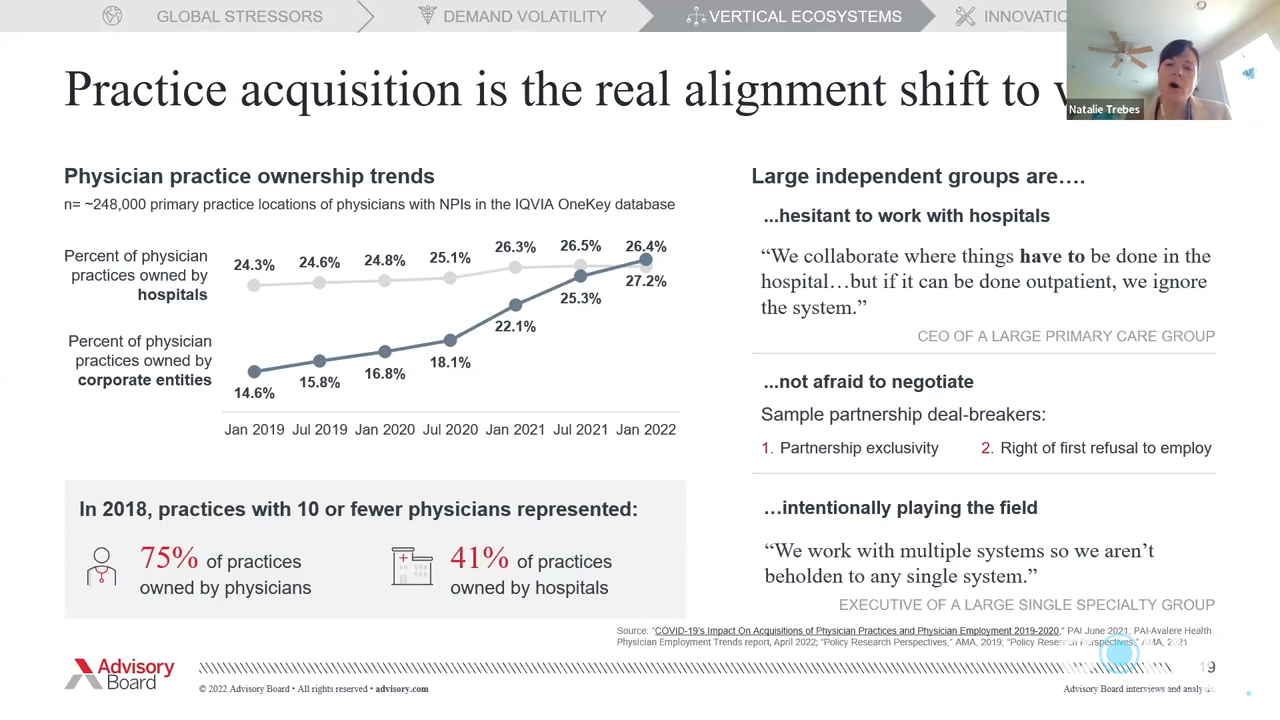 GLOBAL STRESSORS
DEMAND VOLATILITY
VERTICAL ECOSYSTEMS
Practice acquisition is the real alignment shift to
Natalie Trebes
Physician practice ownership trends
n= ~248,000 primary practice locations of physicians with NPIs in the IQVIA OneKey database
Percent of physician
practices owned by
hospitals
24.3%
24.6%
24.8%
25.1%
26.3%
26.5%
26.4%
Percent of physician
practices owned by
corporate entities
14.6%
15.8%
16.8%
18.1%
22.1%
25.3%
27.2%
Jan 2019 Jul 2019 Jan 2020 Jul 2020 Jan 2021 Jul 2021 Jan 2022
In 2018, practices with 10 or fewer physicians represented:
75% of practices
owned by physicians
41% of practices
owned by hospitals
Large independent groups are….
...hesitant to work with hospitals
“We collaborate where things have to be done in the
hospital…but if it can be done outpatient, we ignore
the system.”
CEO OF A LARGE PRIMARY CARE GROUP
...not afraid to negotiate
Sample partnership deal-breakers:
1. Partnership exclusivity
2. Right of first refusal to employ
…intentionally playing the field
“We work with multiple systems so we aren’t
beholden to any single system.”
EXECUTIVE OF A LARGE SINGLE SPECIALTY GROUP
Source: “COVID-19’s Impact On Acquisitions of Physician Practices and Physician Employment 2019-2020,” PAI June 2021; PAI-Avalere Health
Physician Employment Trends report, April 2022; “Policy Research Perspectives,” AMA, 2019; “Policy Research Perspectives,” AMA, 2021
Advisory
Board
19
© 2022 Advisory Board • All rights reserved • advisory.com
Advisory Board interviews and analysis.